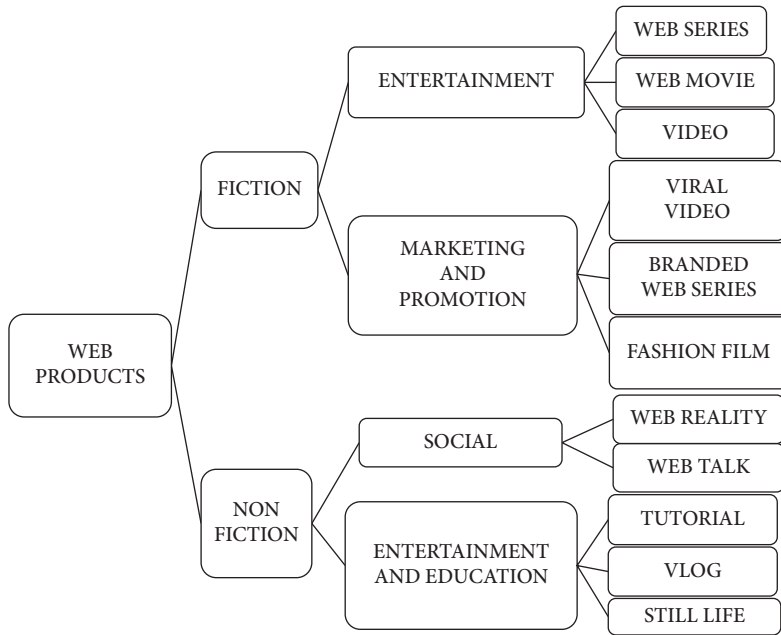 WEB
PRODUCTS
FICTION
ENTERTAINMENT
WEB SERIES
WEB MOVIE
VIDEO
MARKETING
AND
PROMOTION
VIRAL
VIDEO
BRANDED
WEB SERIES
FASHION FILM
NON
FICTION
SOCIAL
WEB REALITY
WEB TALK
ENTERTAINMENT
AND EDUCATION
TUTORIAL
VLOG
STILL LIFE